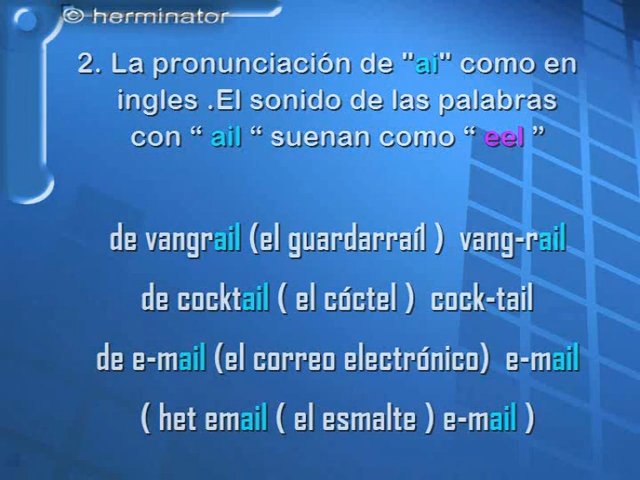 © herminator
2. La pronunciación de "ai" como en
ingles .El sonido de las palabras
con “ ail “ suenan como “ eel ”
de vangrail (el guardarraíl ) vang-rail
de cocktail ( el cóctel ) cock-tail
de e-mail (el correo electrónico) e-mail
( het email ( el esmalte ) e-mail )